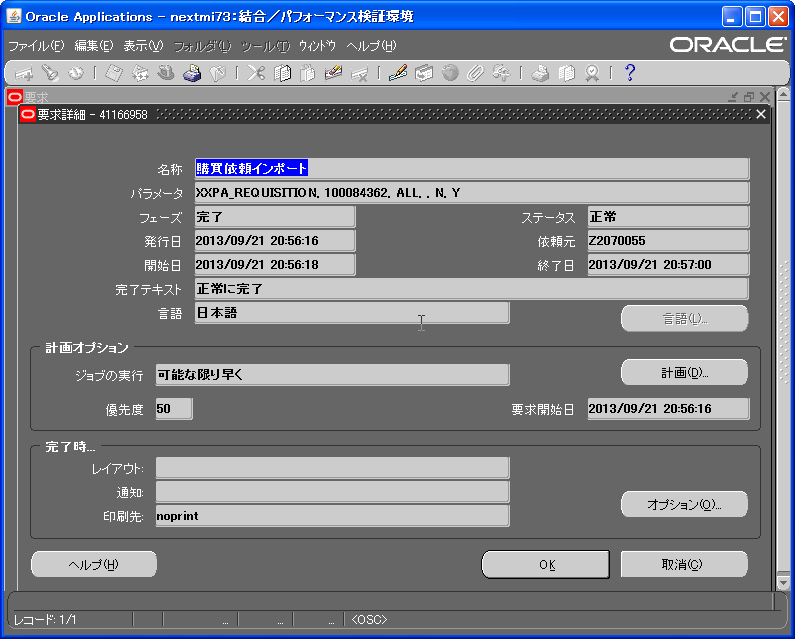 Oracle Applications - nextmi73:結合／パフォーマンス検証環境
ファイル(F) 編集(E) 表示(V) フォルダ(L) ツール(T) ウィンドウ ヘルプ(H)
ORACLE
要求
要求詳細 - 41166958
名称 購買依頼インポート
パラメータ XXPA_REQUISITION, 100084362, ALL, , N, Y
フェーズ 完了 ステータス 正常
発行日 2013/09/21 20:56:16 依頼元 Z2070055
開始日 2013/09/21 20:56:18 終了日 2013/09/21 20:57:00
完了テキスト 正常に完了
言語 日本語 言語(L)...
計画オプション
ジョブの実行 可能な限り早く 計画(D)...
優先度 50 要求開始日 2013/09/21 20:56:16
完了時...
レイアウト:
通知:
印刷先: noprint オプション(O)...
ヘルプ(H) OK 取消(C)
レコード: 1/1 ... ... ... <OSC>